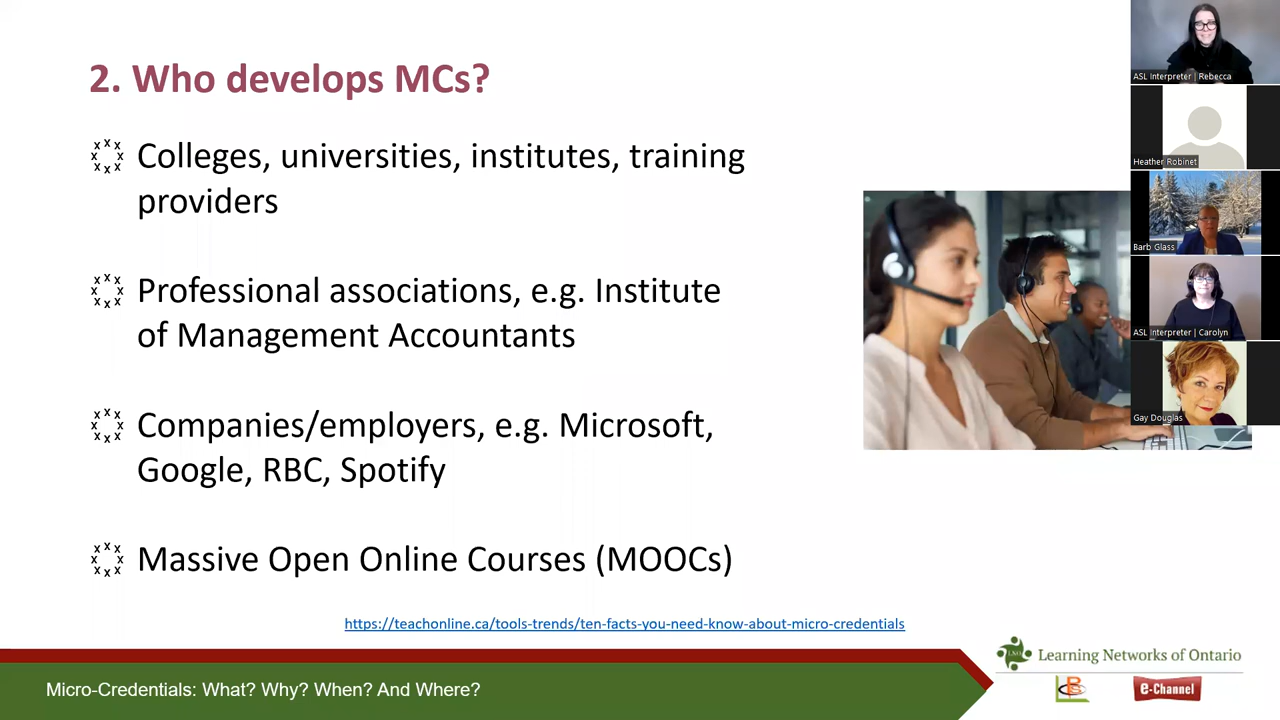 2. Who develops MCs?
Colleges, universities, institutes, training
providers
Professional associations, e.g. Institute
of Management Accountants
Companies/employers, e.g. Microsoft,
Google, RBC, Spotify
Massive Open Online Courses (MOOCs)
https://teachonline.ca/tools-trends/ten-facts-you-need-know-about-micro-credentials
Micro-Credentials: What? Why? When? And Where?
Learning Networks of Ontario
e-Channel
ASL Interpreter | Rebecca
Heather Robinet
Barb Glass
ASL Interpreter | Carolyn
Gay Douglas